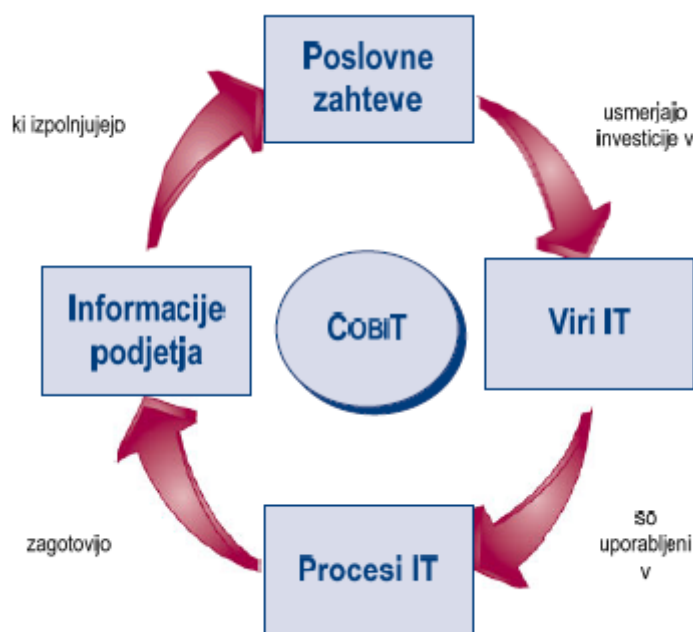 Poslovne
zahteve
usmerjajo
investicije v
Viri IT
so
uporabljeni
v
Procesi IT
zagotovijo
Informacije
podjetja
ki izpolnjujejo
COBIT